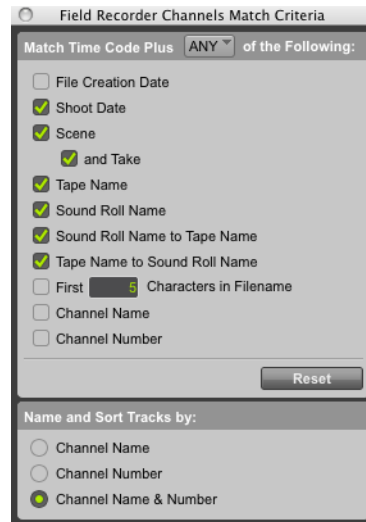 Field Recorder Channels Match Criteria
Match Time Code Plus ANY of the Following:
File Creation Date
Shoot Date
Scene
and Take
Tape Name
Sound Roll Name
Sound Roll Name to Tape Name
Tape Name to Sound Roll Name
First 5 Characters in Filename
Channel Name
Channel Number
Reset
Name and Sort Tracks by:
Channel Name
Channel Number
Channel Name & Number